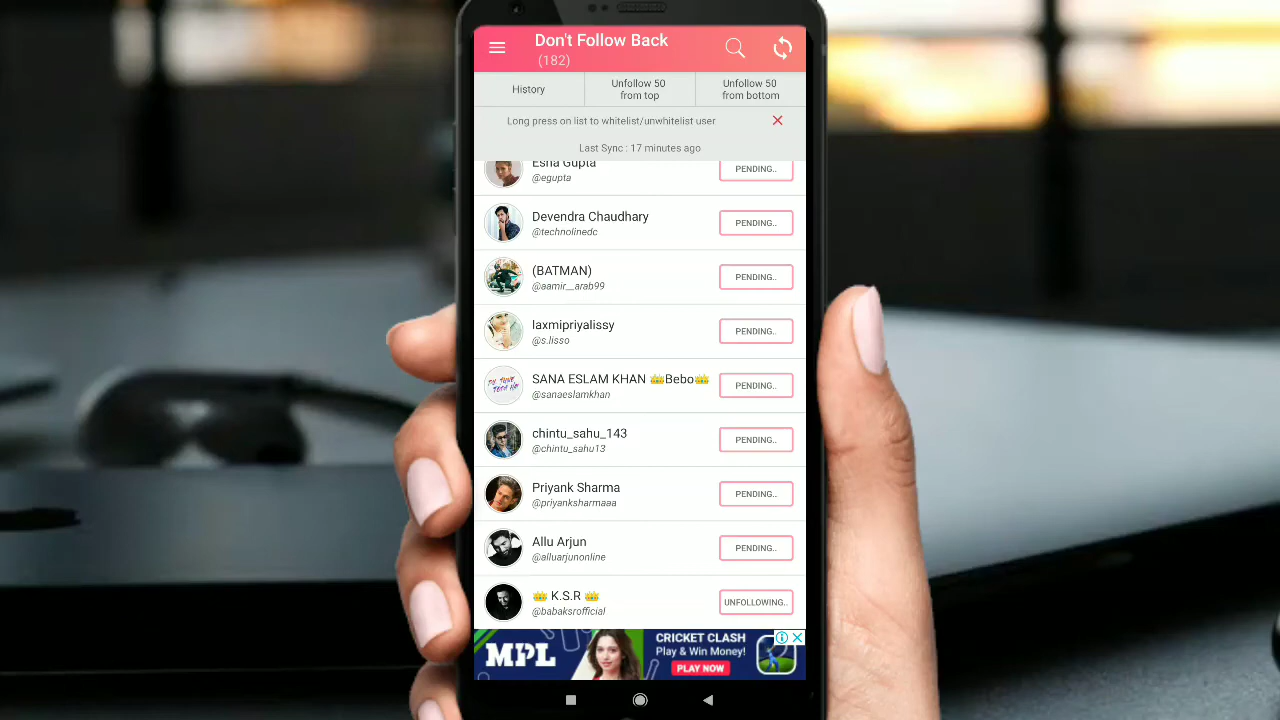 Don't Follow Back
(182)
History
Unfollow 50
from top
Unfollow 50
from bottom
Long press on list to whitelist/unwhitelist user
Last Sync : 17 minutes ago
Esha Gupta
@egupta
PENDING..
Devendra Chaudhary
@technolinedc
PENDING..
(BATMAN)
@aamir__arab99
PENDING..
laxmipriyalissy
@s.lisso
PENDING..
SANA ESLAM KHAN 👑Bebo👑
@sanaeslamkhan
PENDING..
chintu_sahu_143
@chintu_sahu13
PENDING..
Priyank Sharma
@priyanksharmaaa
PENDING..
Allu Arjun
@alluarjunonline
PENDING..
👑 K.S.R 👑
@babaksrofficial
UNFOLLOWING..
MPL
CRICKET CLASH
Play & Win Money!
PLAY NOW